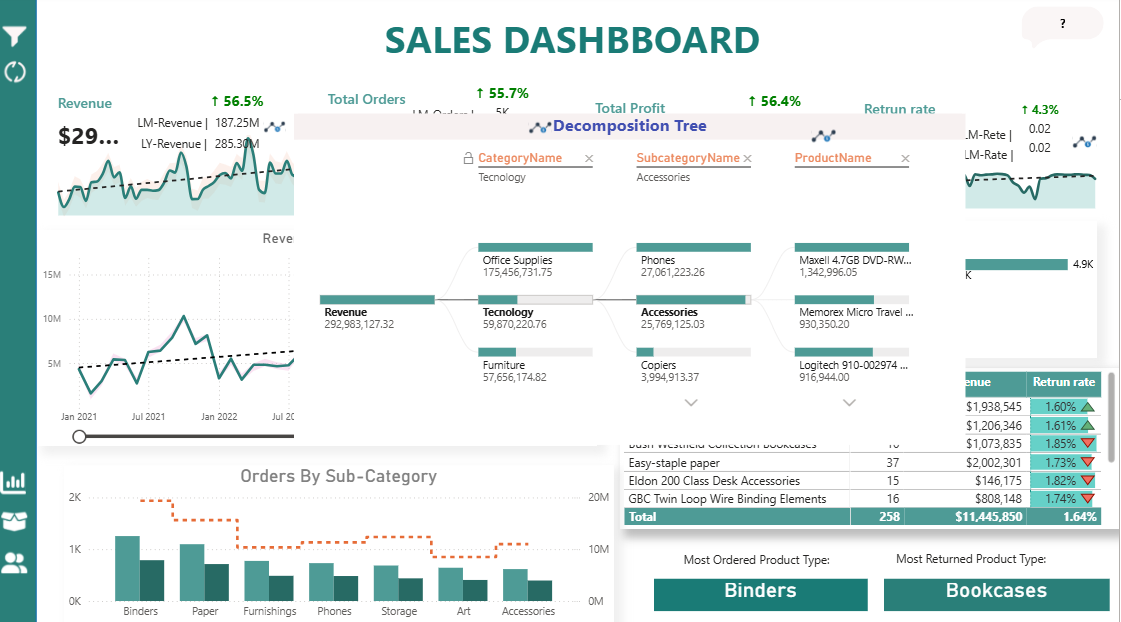 ?
SALES DASHBBOARD
Revenue
↑ 56.5%
$29...
LM-Revenue | 187.25M
LY-Revenue | 285.30M
Total Orders
↑ 55.7%
5K
Total Profit
↑ 56.4%
Retrun rate
↑ 4.3%
LM-Rete | 0.02
LM-Rate | 0.02
Decomposition Tree
CategoryName ×
Tecnology
SubcategoryName ×
Accessories
ProductName ×
Revenue
292,983,127.32
Office Supplies
175,456,731.75
Tecnology
59,870,220.76
Furniture
57,656,174.82
Phones
27,061,223.26
Accessories
25,769,125.03
Copiers
3,994,913.37
Maxell 4.7GB DVD-RW...
1,342,996.05
Memorex Micro Travel ...
930,350.20
Logitech 910-002974 ...
916,944.00
Reve
15M
10M
5M
Jan 2021 Jul 2021 Jan 2022 Jul 20
4.9K
K
enue Retrun rate
$1,938,545 1.60%
$1,206,346 1.61%
Bush Westfield Collection Bookcases $1,073,835 1.85%
Easy-staple paper 37 $2,002,301 1.73%
Eldon 200 Class Desk Accessories 15 $146,175 1.82%
GBC Twin Loop Wire Binding Elements 16 $808,148 1.74%
Total 258 $11,445,850 1.64%
Orders By Sub-Category
2K
1K
0K
20M
10M
0M
Binders Paper Furnishings Phones Storage Art Accessories
Most Ordered Product Type:
Binders
Most Returned Product Type:
Bookcases